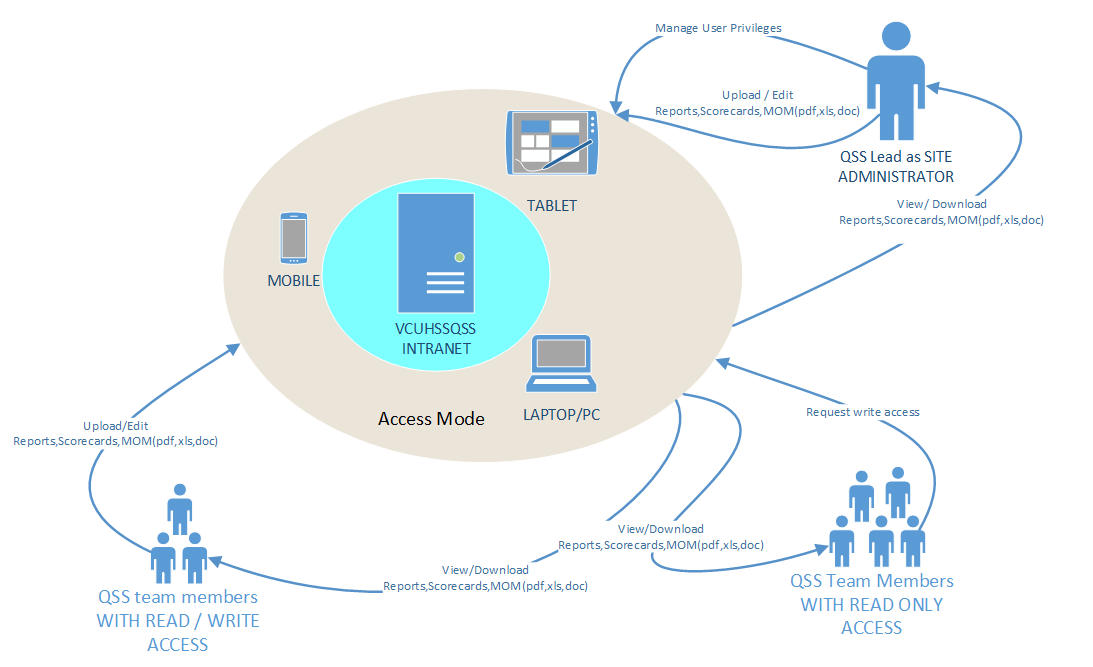 Manage User Privileges
Upload / Edit
Reports,Scorecards,MOM(pdf,xls,doc)
QSS Lead as SITE
ADMINISTRATOR
View/ Download
Reports,Scorecards,MOM(pdf,xls,doc)
TABLET
MOBILE
VCUHSSQSS
INTRANET
LAPTOP/PC
Access Mode
Request write access
Upload/Edit
Reports,Scorecards,MOM(pdf,xls,doc)
View/Download
Reports,Scorecards,MOM(pdf,xls,doc)
View/Download
Reports,Scorecards,MOM(pdf,xls,doc)
QSS team members
WITH READ / WRITE
ACCESS
QSS Team Members
WITH READ ONLY
ACCESS